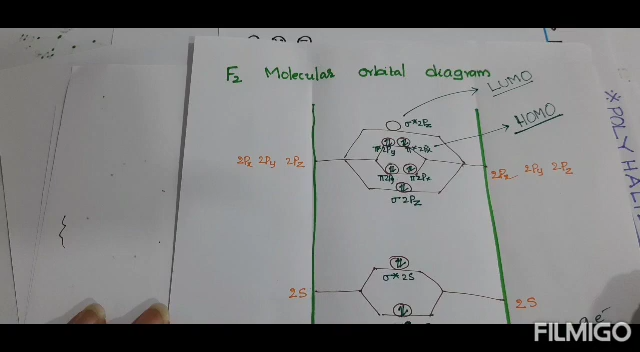 F2 Molecular orbital diagram
LUMO
HOMO
σ*2Pz
π*2Py π*2Px
2Px 2Py 2Pz
2Px 2Py 2Pz
π2Py π2Px
σ2Pz
σ*2S
2S
2S
※POLY HAL
FILMIGO